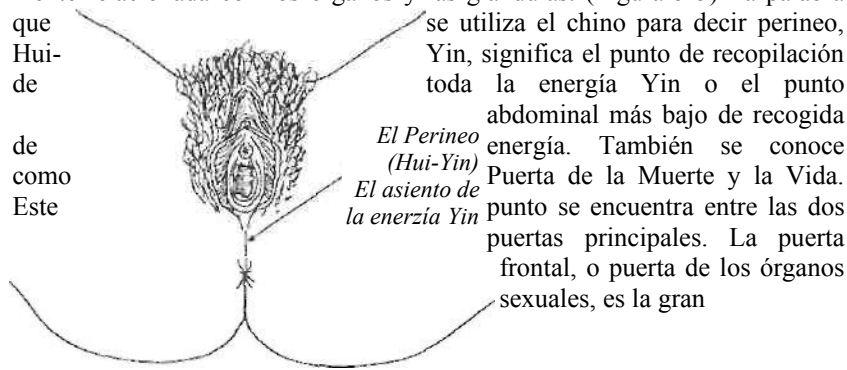 La palabra
que se utiliza el chino para decir perineo,
Hui- Yin, significa el punto de recopilación
de toda la energía Yin o el punto
abdominal más bajo de recogida
de energía. También se conoce
como Puerta de la Muerte y la Vida.
Este punto se encuentra entre las dos
puertas principales. La puerta
frontal, o puerta de los órganos
sexuales, es la gran
El Perineo
(Hui-Yin)
El asiento de
la enerzía Yin